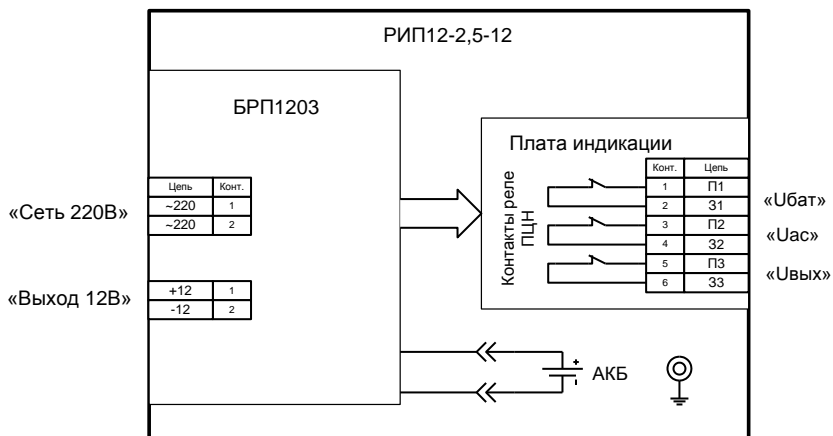 РИП12-2,5-12
БРП1203
Плата индикации
Контакты реле
ПЦН
Конт. Цепь
1 П1
2 З1
3 П2
4 З2
5 П3
6 З3
«Uбат»
«Uас»
«Uвых»
«Сеть 220В»
Цепь Конт.
~220 1
~220 2
«Выход 12В»
+12 1
-12 2
+
-
АКБ